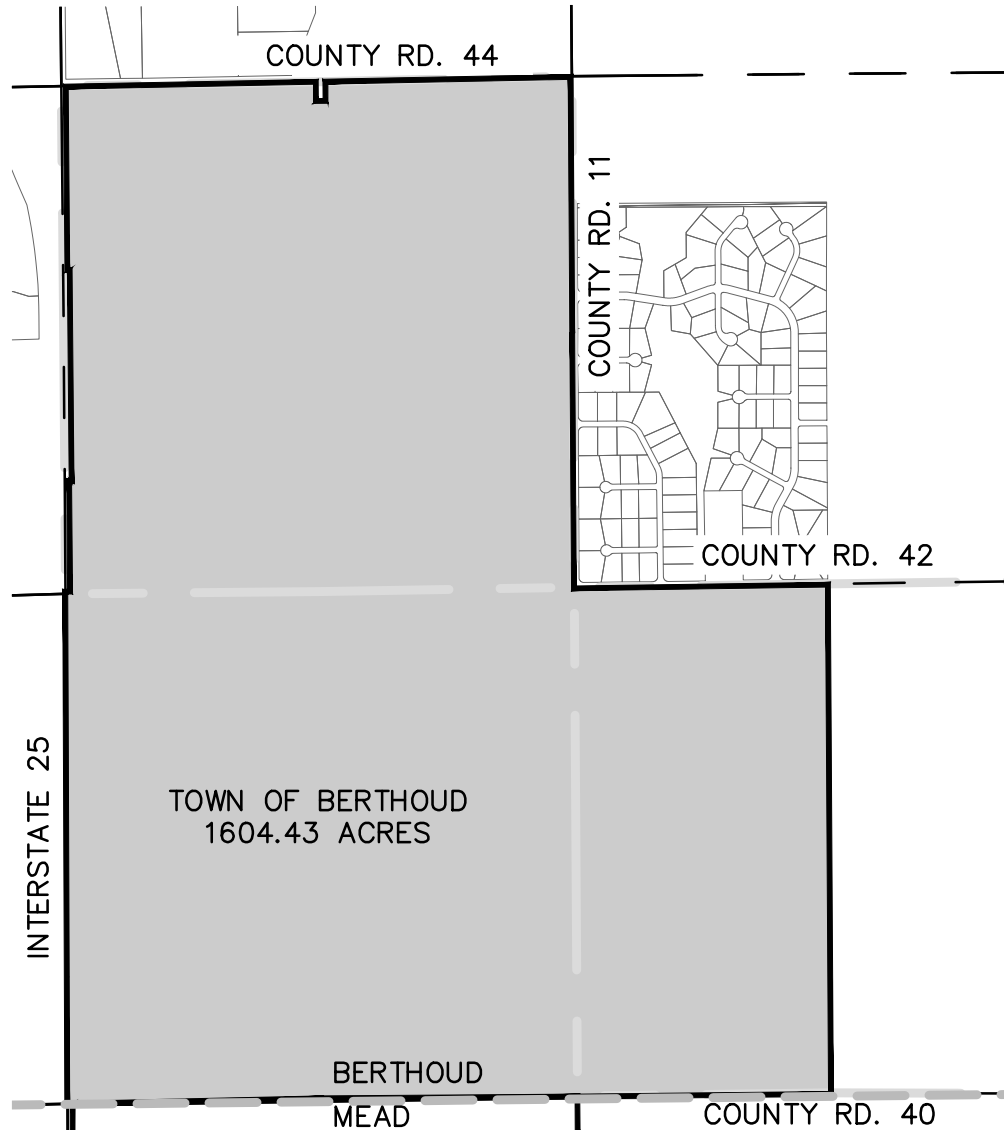 COUNTY RD. 44
COUNTY RD. 11
COUNTY RD. 42
INTERSTATE 25
TOWN OF BERTHOUD
1604.43 ACRES
BERTHOUD
MEAD
COUNTY RD. 40